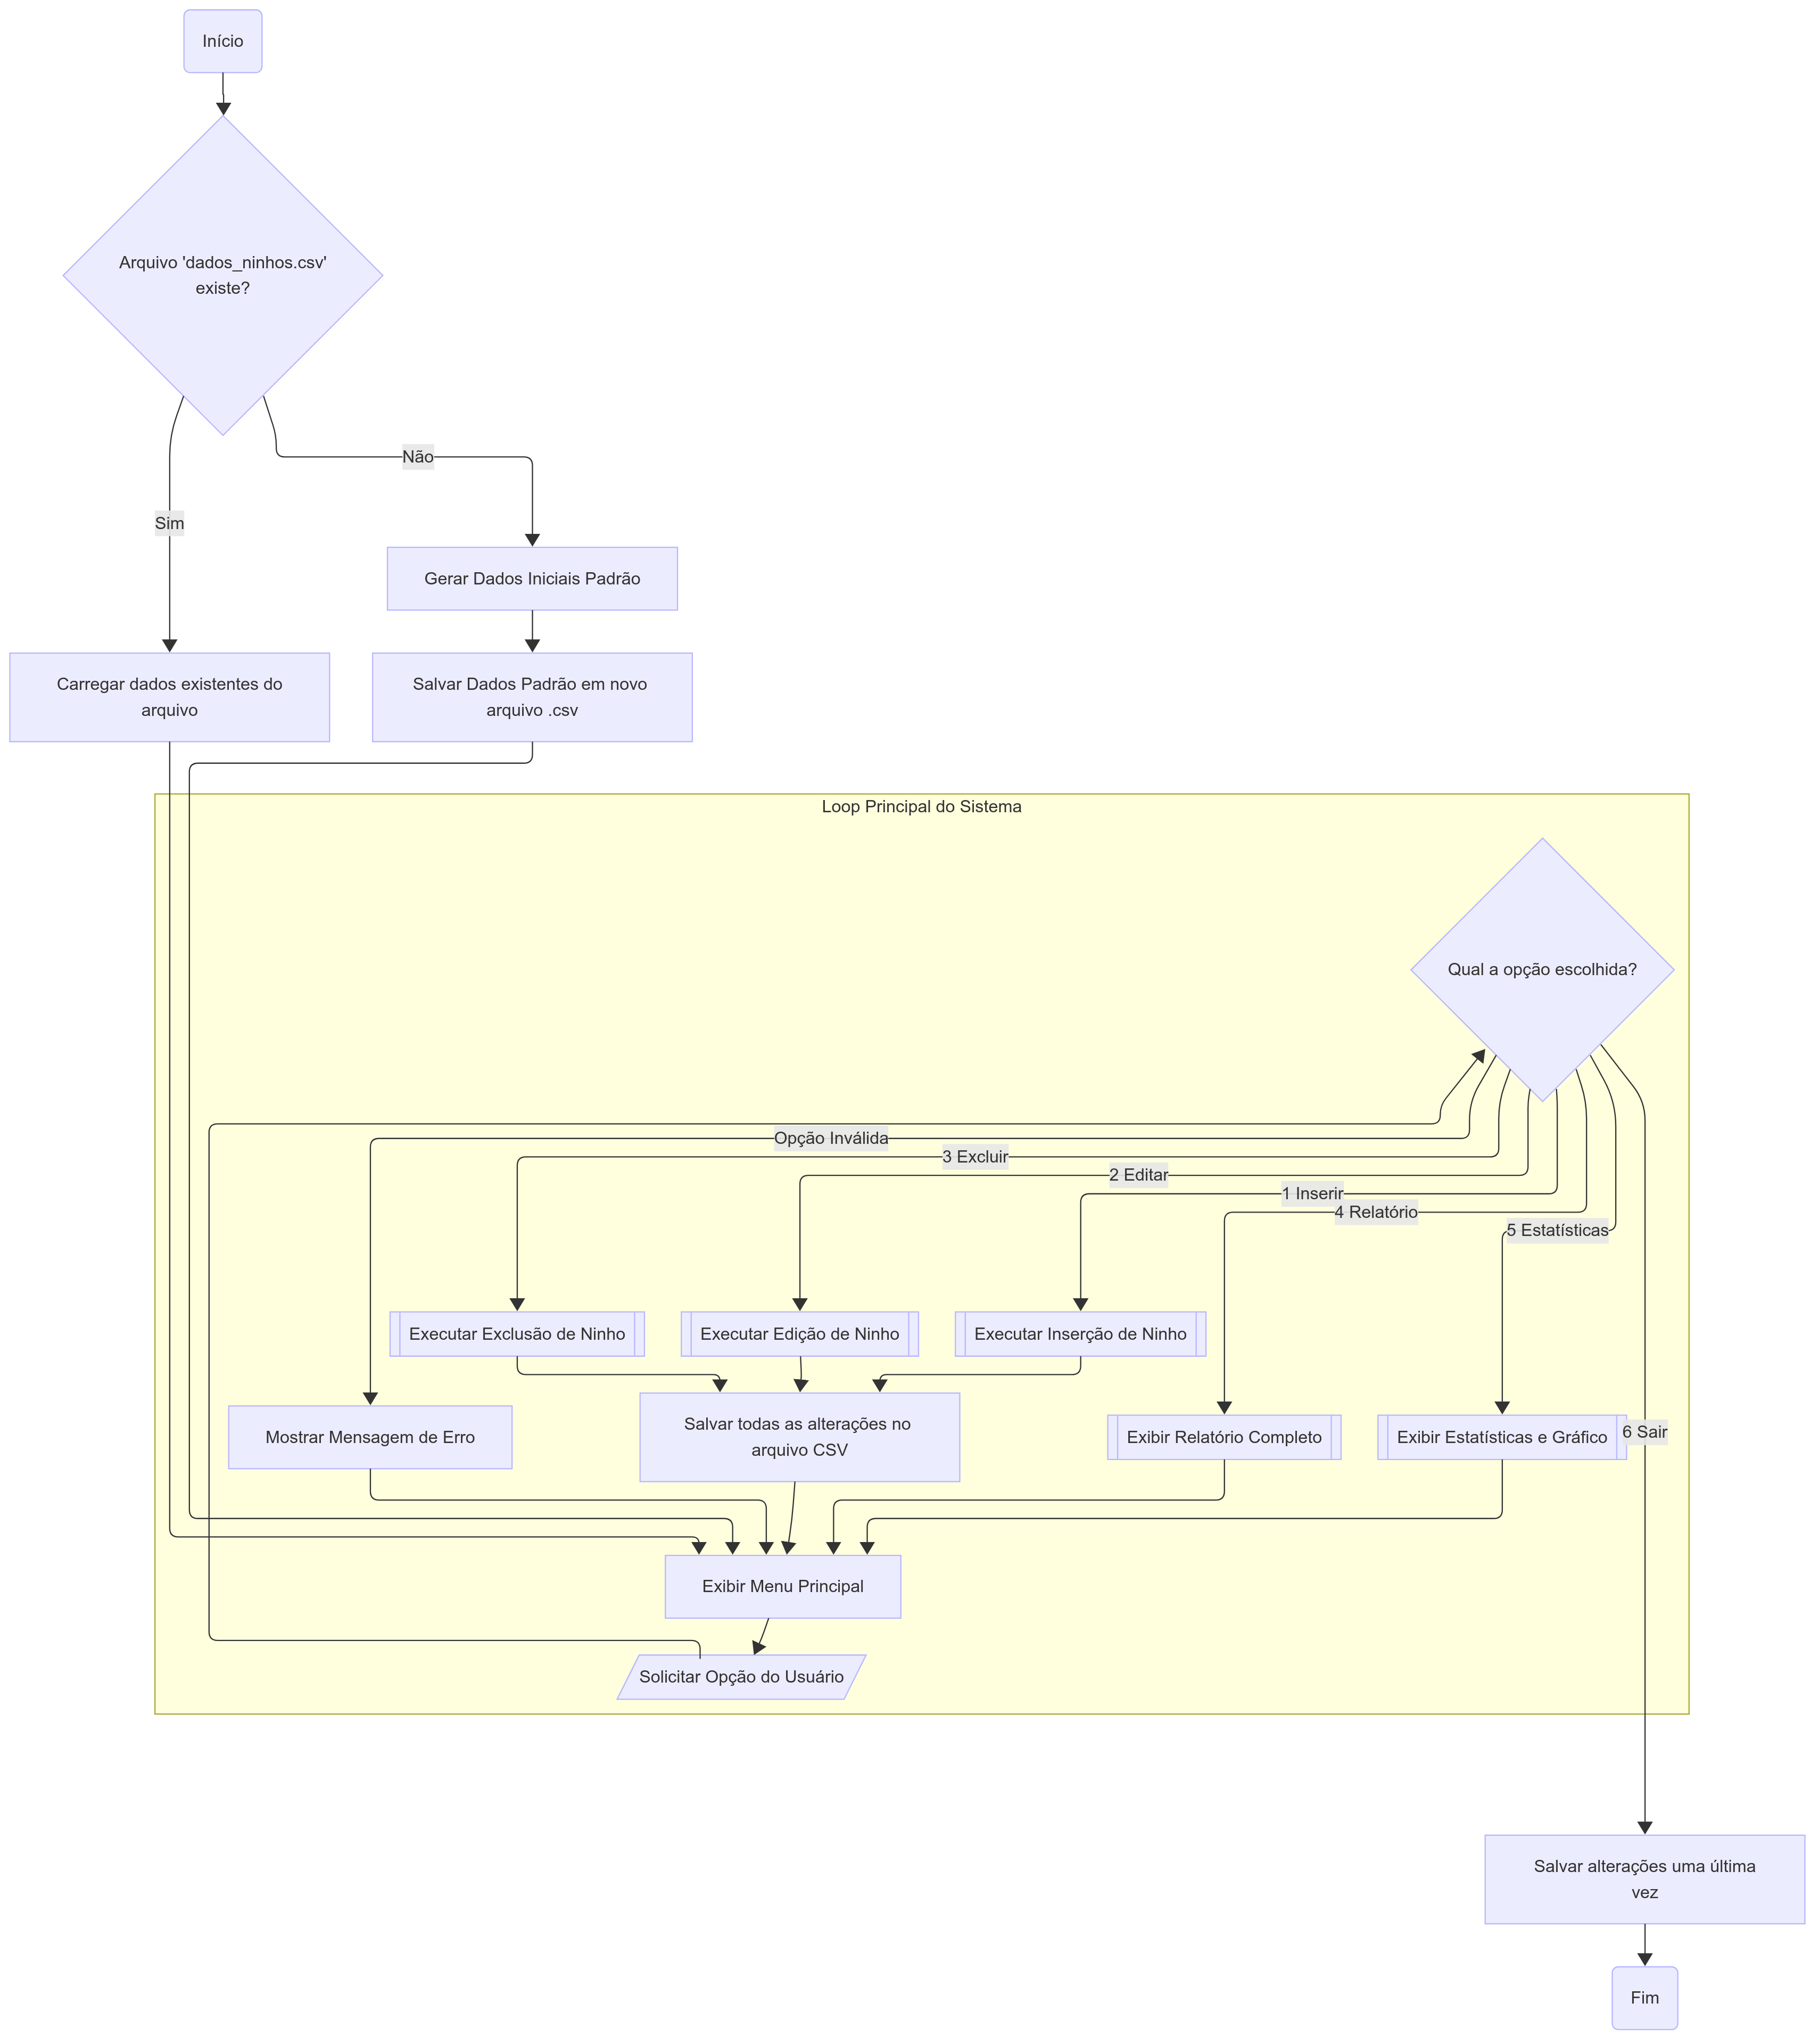 Início
Arquivo 'dados_ninhos.csv'
existe?
Não
Sim
Gerar Dados Iniciais Padrão
Carregar dados existentes do
arquivo
Salvar Dados Padrão em novo
arquivo .csv
Loop Principal do Sistema
Qual a opção escolhida?
Opção Inválida
3 Excluir
2 Editar
1 Inserir
4 Relatório
5 Estatísticas
Executar Exclusão de Ninho
Executar Edição de Ninho
Executar Inserção de Ninho
Mostrar Mensagem de Erro
Salvar todas as alterações no
arquivo CSV
Exibir Relatório Completo
Exibir Estatísticas e Gráfico
6 Sair
Exibir Menu Principal
Solicitar Opção do Usuário
Salvar alterações uma última
vez
Fim